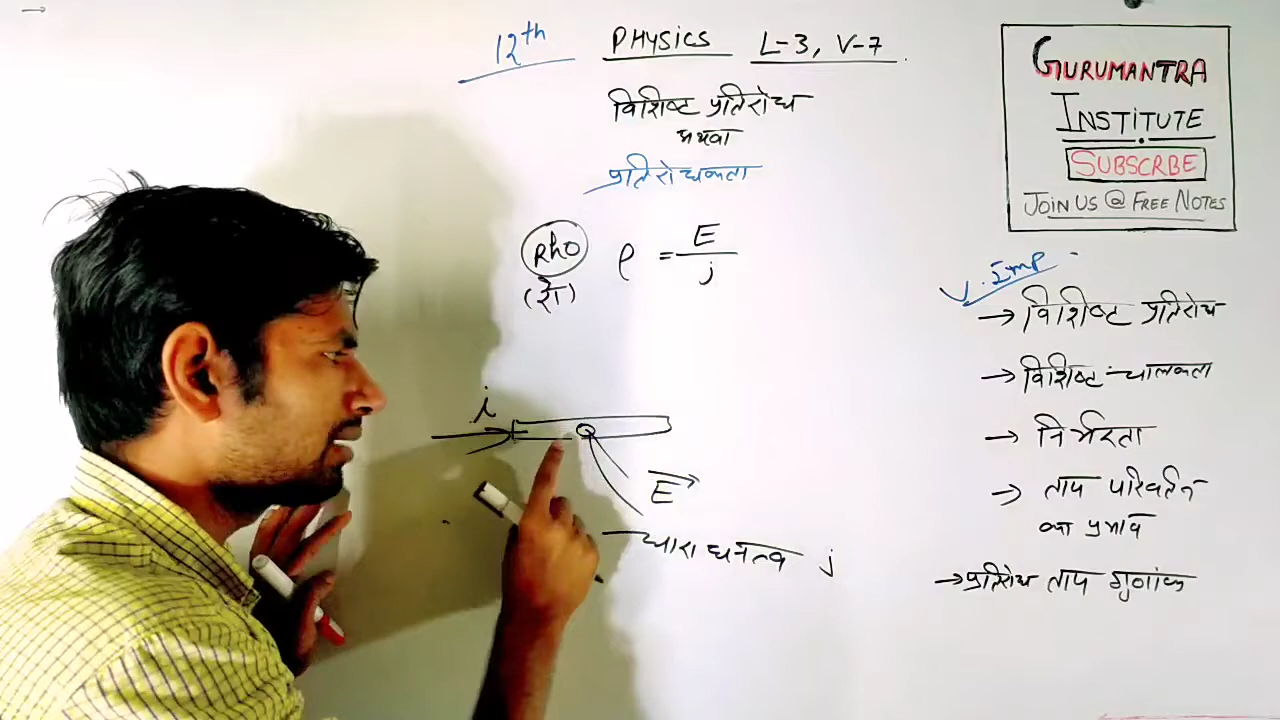 12th PHYSICS L-3, V-7
विशिष्ट प्रतिरोध
अथवा
प्रतिरोधकता
Rho
(रो)
ρ = E / j
i
E
धारा घनत्व j
GURUMANTRA
INSTITUTE
SUBSCRBE
JOIN US @ FREE NOTES
V. Imp
→ विशिष्ट प्रतिरोध
→ विशिष्ट चालकता
→ निर्भरता
→ ताप परिवर्तन
का प्रभाव
→ प्रतिरोध ताप गुणांक